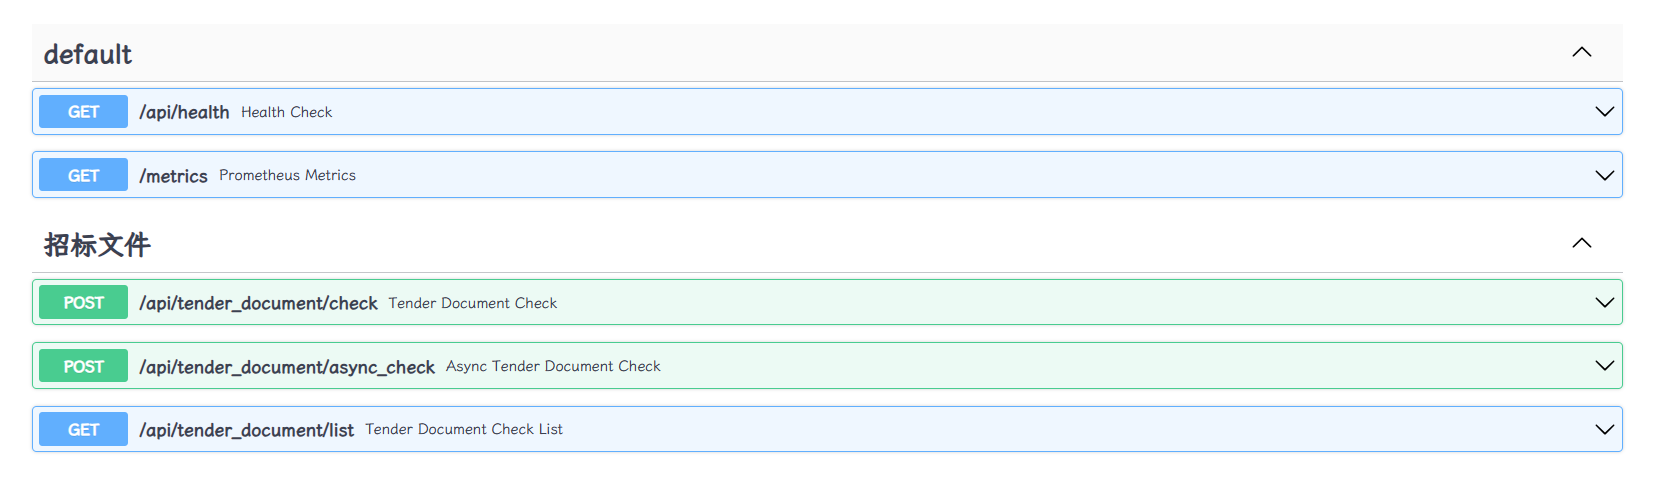 default
GET /api/health Health Check
GET /metrics Prometheus Metrics
招标文件
POST /api/tender_document/check Tender Document Check
POST /api/tender_document/async_check Async Tender Document Check
GET /api/tender_document/list Tender Document Check List